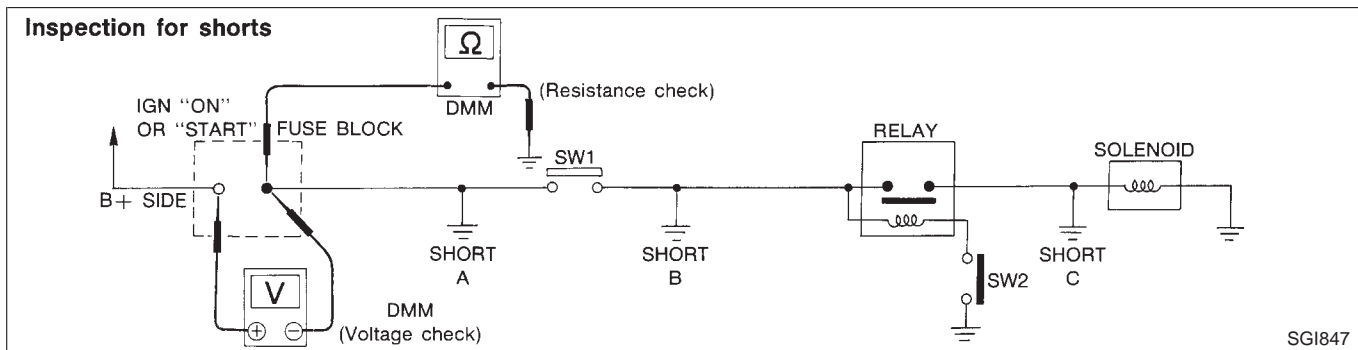 Inspection for shorts
Ω
DMM
(Resistance check)
IGN "ON"
OR "START"
FUSE BLOCK
B+ SIDE
SW1
RELAY
SOLENOID
SHORT
A
SHORT
B
SHORT
C
SW2
V
+ −
DMM
(Voltage check)
SGI847